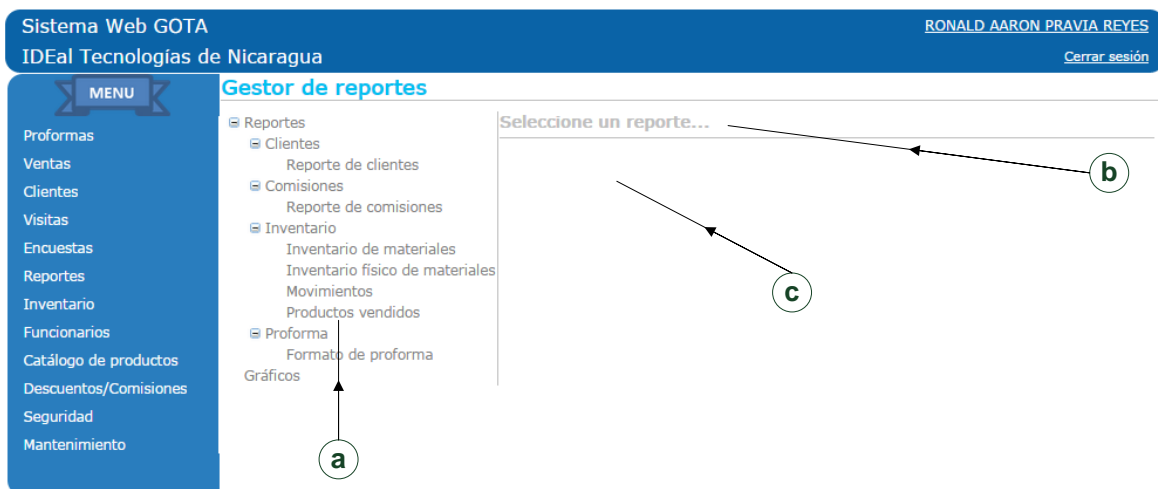 Sistema Web GOTA
RONALD AARON PRAVIA REYES
IDEal Tecnologías de Nicaragua
Cerrar sesión
MENU
Proformas
Ventas
Clientes
Visitas
Encuestas
Reportes
Inventario
Funcionarios
Catálogo de productos
Descuentos/Comisiones
Seguridad
Mantenimiento
Gestor de reportes
Reportes
Clientes
Reporte de clientes
Comisiones
Reporte de comisiones
Inventario
Inventario de materiales
Inventario físico de materiales
Movimientos
Productos vendidos
Proforma
Formato de proforma
Gráficos
Seleccione un reporte...
b
c
a